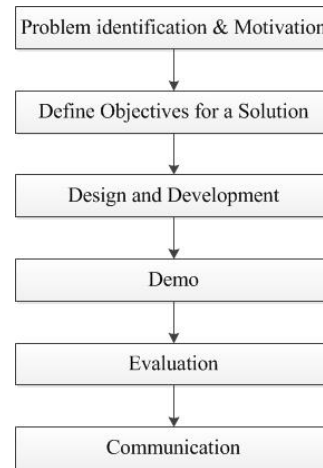 Problem identification & Motivation
Define Objectives for a Solution
Design and Development
Demo
Evaluation
Communication